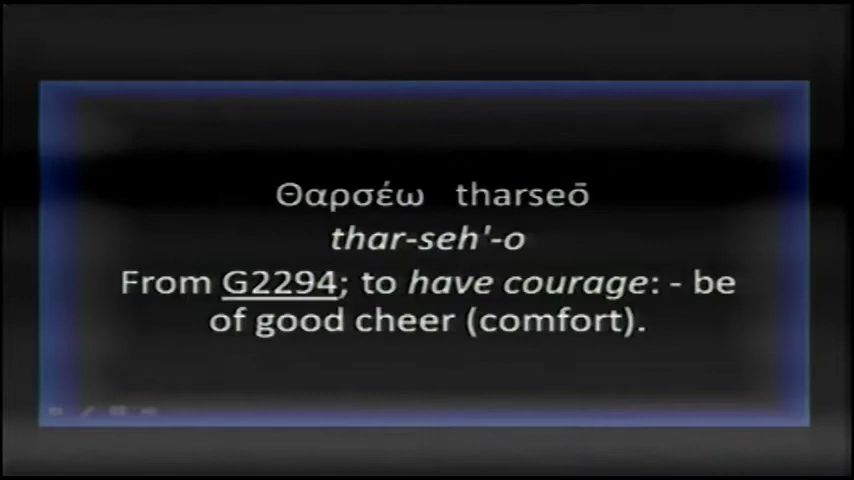 Θαρσέω tharseō
thar-seh'-o
From G2294; to have courage: - be
of good cheer (comfort).